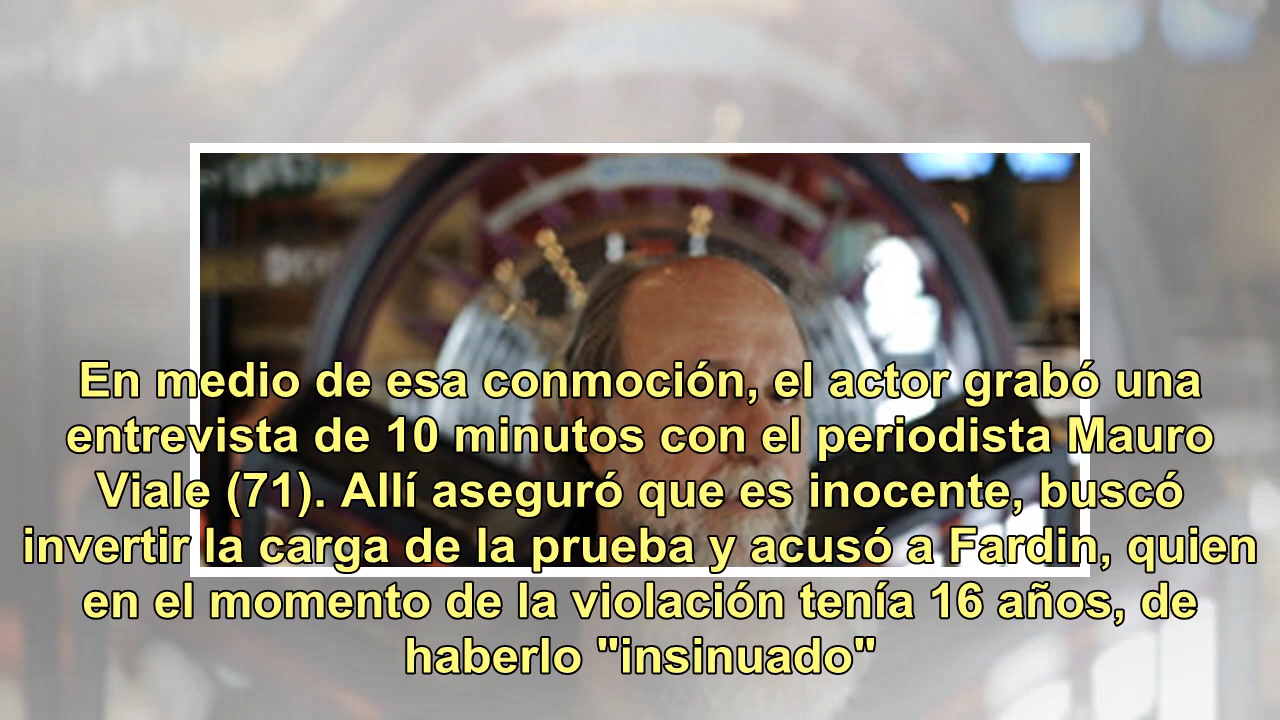 En medio de esa conmoción, el actor grabó una
entrevista de 10 minutos con el periodista Mauro
Viale (71). Allí aseguró que es inocente, buscó
invertir la carga de la prueba y acusó a Fardin, quien
en el momento de la violación tenía 16 años, de
haberlo "insinuado"